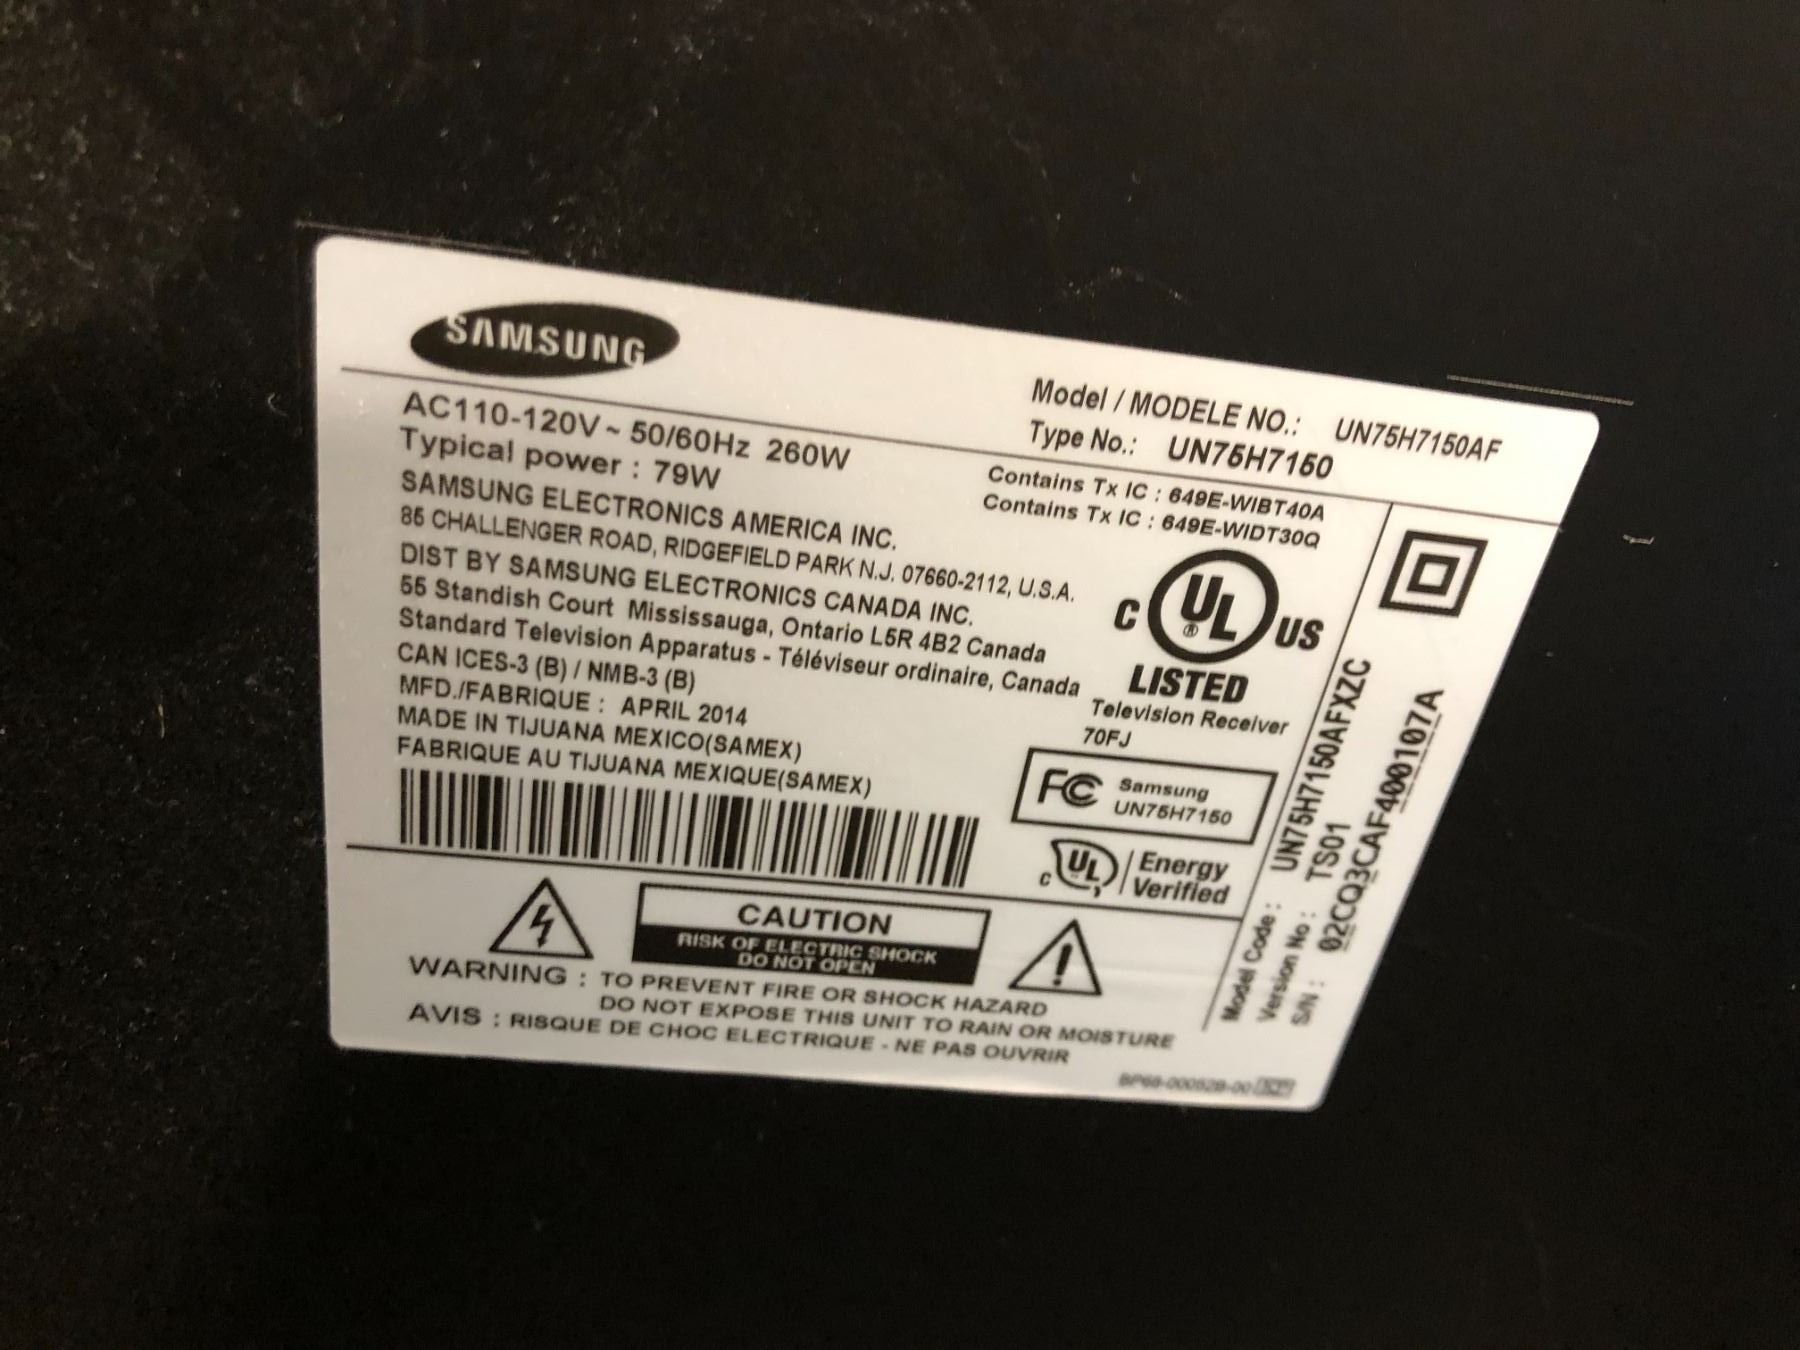 SAMSUNG
Model / MODELE NO.: UN75H7150AF
Type No.: UN75H7150
AC110-120V ~ 50/60Hz 260W
Typical power : 79W
Contains Tx IC : 649E-WIBT40A
Contains Tx IC : 649E-WIDT30Q
SAMSUNG ELECTRONICS AMERICA INC.
85 CHALLENGER ROAD, RIDGEFIELD PARK N.J. 07660-2112, U.S.A.
DIST BY SAMSUNG ELECTRONICS CANADA INC.
55 Standish Court Mississauga, Ontario L5R 4B2 Canada
Standard Television Apparatus - Téléviseur ordinaire, Canada
CAN ICES-3 (B) / NMB-3 (B)
MFD./FABRIQUE : APRIL 2014
MADE IN TIJUANA MEXICO(SAMEX)
FABRIQUE AU TIJUANA MEXIQUE(SAMEX)
C UL ® US
LISTED
Television Receiver
70FJ
FC Samsung
UN75H7150
C UL Energy
Verified
Model Code : UN75H7150AFXZC
Version No : TS01
S/N : 02CQ3CAF400107A
CAUTION
RISK OF ELECTRIC SHOCK
DO NOT OPEN
WARNING : TO PREVENT FIRE OR SHOCK HAZARD
DO NOT EXPOSE THIS UNIT TO RAIN OR MOISTURE
AVIS : RISQUE DE CHOC ELECTRIQUE - NE PAS OUVRIR